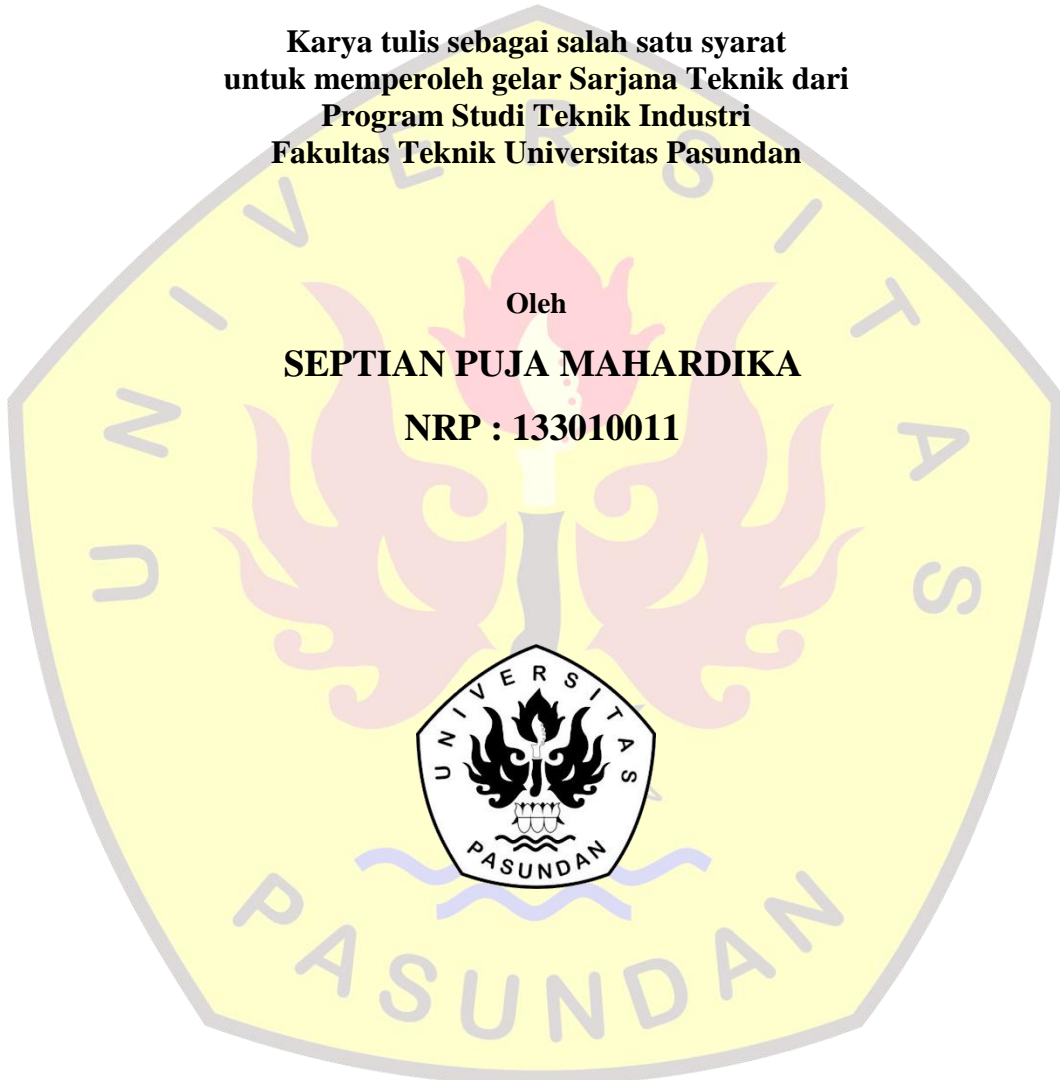 Karya tulis sebagai salah satu syarat
untuk memperoleh gelar Sarjana Teknik dari
Program Studi Teknik Industri
Fakultas Teknik Universitas Pasundan
Oleh
SEPTIAN PUJA MAHARDIKA
NRP : 133010011
UNIVERSITAS
PASUNDAN
UNIVERSITAS
PASUNDAN